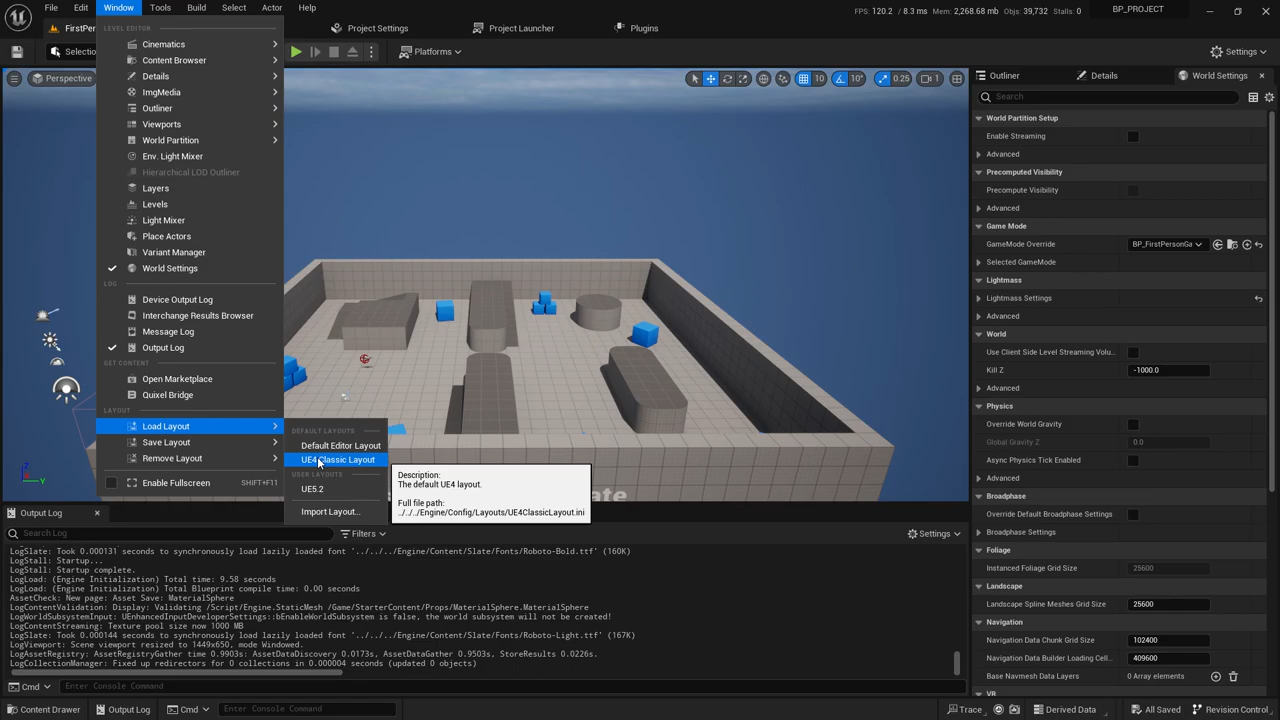 File Edit Window Tools Build Select Actor Help
FPS: 120.2 / 8.3 ms Mem: 2,268.68 mb Objs: 39,732 Stalls: 0
BP_PROJECT
Project Settings
Project Launcher
Plugins
Platforms
Settings
Perspective
10
10°
0.25
1
LEVEL EDITOR
Cinematics
Content Browser
Details
ImgMedia
Outliner
Viewports
World Partition
Env. Light Mixer
Hierarchical LOD Outliner
Layers
Levels
Light Mixer
Place Actors
Variant Manager
World Settings
LOG
Device Output Log
Interchange Results Browser
Message Log
Output Log
GET CONTENT
Open Marketplace
Quixel Bridge
LAYOUT
Load Layout
Save Layout
Remove Layout
Enable Fullscreen SHIFT+F11
DEFAULT LAYOUTS
Default Editor Layout
UE4 Classic Layout
USER LAYOUTS
UE5.2
Import Layout...
Description:
The default UE4 layout.
Full file path:
../../../Engine/Config/Layouts/UE4ClassicLayout.ini
Outliner
Details
World Settings
Search
World Partition Setup
Enable Streaming
Advanced
Precomputed Visibility
Precompute Visibility
Advanced
Game Mode
GameMode Override BP_FirstPersonGa
Selected GameMode
Lightmass
Lightmass Settings
Advanced
World
Use Client Side Level Streaming Volu...
Kill Z -1000.0
Advanced
Physics
Override World Gravity
Global Gravity Z 0.0
Async Physics Tick Enabled
Advanced
Broadphase
Override Default Broadphase Settings
Broadphase Settings
Foliage
Instanced Foliage Grid Size 25600
Landscape
Landscape Spline Meshes Grid Size 25600
Navigation
Navigation Data Chunk Grid Size 102400
Navigation Data Builder Loading Cell... 409600
Base Navmesh Data Layers 0 Array elements
VR
Output Log
Search Log
Filters
Settings
LogSlate: Took 0.000131 seconds to synchronously load lazily loaded font '../../../Engine/Content/Slate/Fonts/Roboto-Bold.ttf' (160K)
LogStall: Startup...
LogStall: Startup complete.
LogLoad: (Engine Initialization) Total time: 9.58 seconds
LogLoad: (Engine Initialization) Total Blueprint compile time: 0.00 seconds
AssetCheck: New page: Asset Save: MaterialSphere
LogContentValidation: Display: Validating /Script/Engine.StaticMesh /Game/StarterContent/Props/MaterialSphere.MaterialSphere
LogWorldSubsystemInput: UEnhancedInputDeveloperSettings::bEnableWorldSubsystem is false, the world subsystem will not be created!
LogContentStreaming: Texture pool size now 1000 MB
LogSlate: Took 0.000144 seconds to synchronously load lazily loaded font '../../../Engine/Content/Slate/Fonts/Roboto-Light.ttf' (167K)
LogViewport: Scene viewport resized to 1449x650, mode Windowed.
LogAssetRegistry: AssetRegistryGather time 0.9903s: AssetDataDiscovery 0.0173s, AssetDataGather 0.9503s, StoreResults 0.0226s.
LogCollectionManager: Fixed up redirectors for 0 collections in 0.000004 seconds (updated 0 objects)
Cmd Enter Console Command
Content Drawer Output Log Cmd Enter Console Command Trace Derived Data All Saved Revision Control